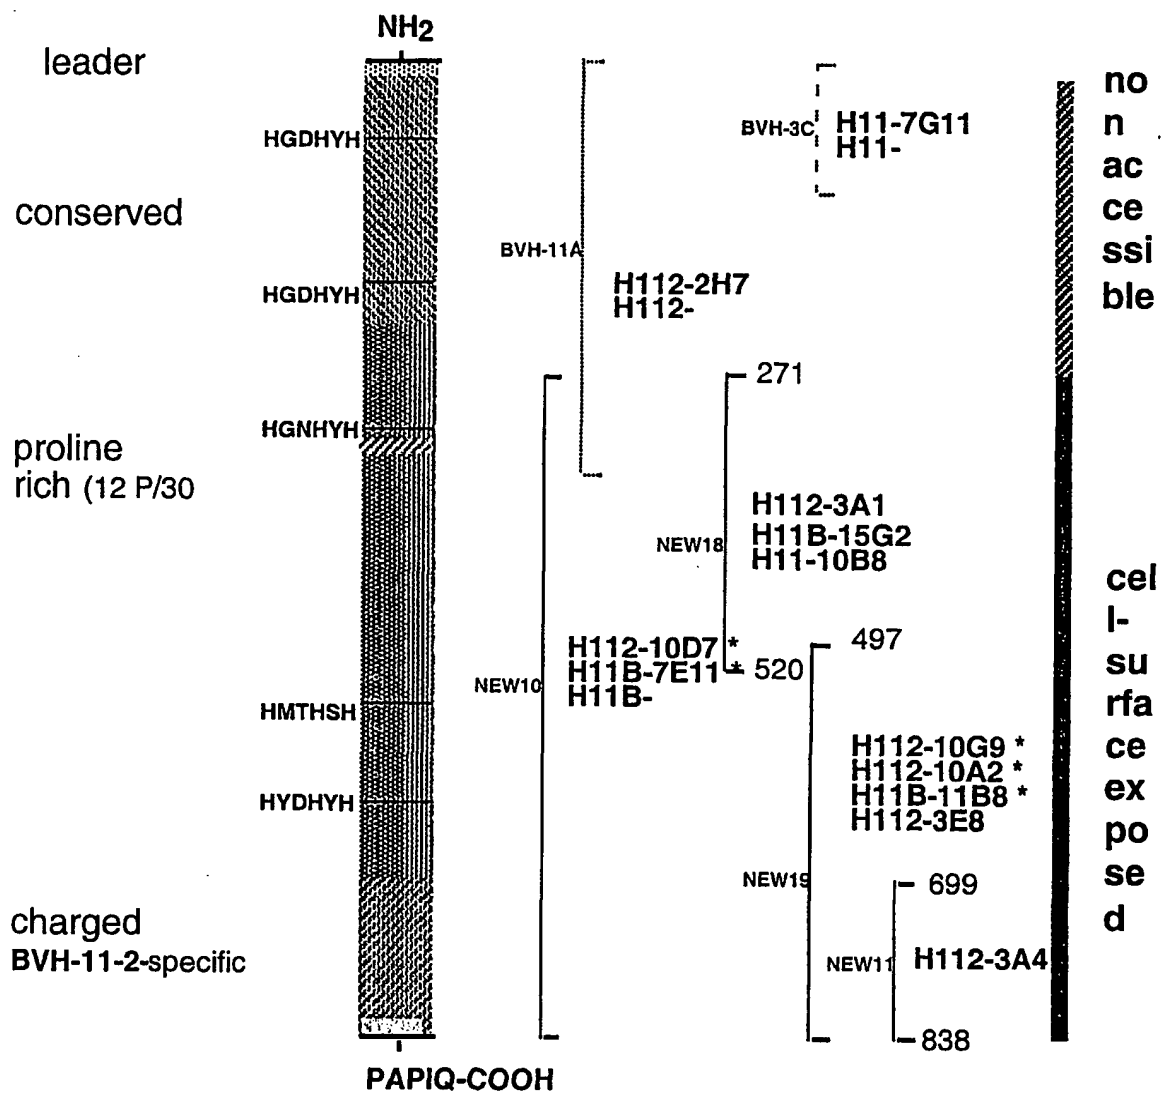 NH2
leader
HGDHYH
conserved
HGDHYH
HGNHYH
proline
rich (12 P/30
HMTHSH
HYDHYH
charged
BVH-11-2-specific
PAPIQ-COOH
BVH-11A
H112-2H7
H112-
NEW10
H112-10D7 *
H11B-7E11 *
H11B-
BVH-3C
H11-7G11
H11-
271
NEW18
H112-3A1
H11B-15G2
H11-10B8
520
497
NEW19
H112-10G9 *
H112-10A2 *
H11B-11B8 *
H112-3E8
699
NEW11
H112-3A4
838
no
n
ac
ce
ssi
ble
cel
l-
su
rfa
ce
ex
po
se
d